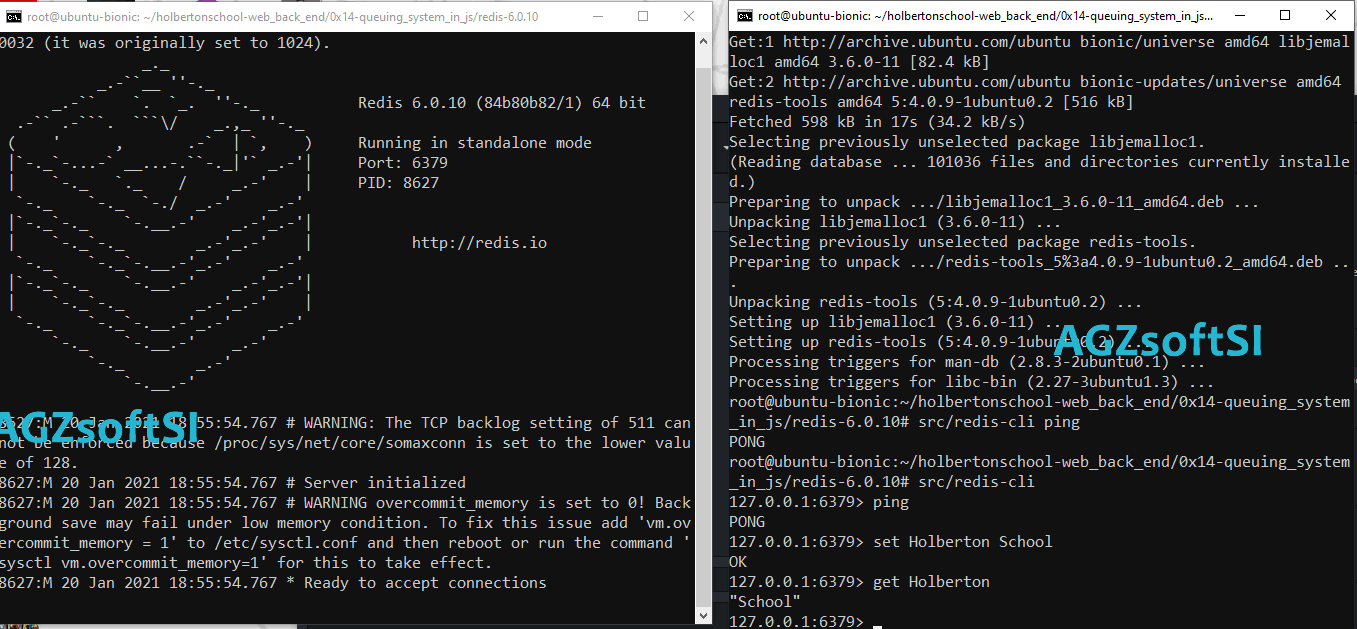 root@ubuntu-bionic: ~/holbertonschool-web_back_end/0x14-queuing_system_in_js/redis-6.0.10
0032 (it was originally set to 1024).
Redis 6.0.10 (84b80b82/1) 64 bit
Running in standalone mode
Port: 6379
PID: 8627
http://redis.io
8627:M 20 Jan 2021 18:55:54.767 # WARNING: The TCP backlog setting of 511 can
not be enforced because /proc/sys/net/core/somaxconn is set to the lower valu
e of 128.
8627:M 20 Jan 2021 18:55:54.767 # Server initialized
8627:M 20 Jan 2021 18:55:54.767 # WARNING overcommit_memory is set to 0! Back
ground save may fail under low memory condition. To fix this issue add 'vm.ov
ercommit_memory = 1' to /etc/sysctl.conf and then reboot or run the command '
sysctl vm.overcommit_memory=1' for this to take effect.
8627:M 20 Jan 2021 18:55:54.767 * Ready to accept connections
AGZsoftSI
root@ubuntu-bionic: ~/holbertonschool-web_back_end/0x14-queuing_system_in_js...
Get:1 http://archive.ubuntu.com/ubuntu bionic/universe amd64 libjemal
loc1 amd64 3.6.0-11 [82.4 kB]
Get:2 http://archive.ubuntu.com/ubuntu bionic-updates/universe amd64
redis-tools amd64 5:4.0.9-1ubuntu0.2 [516 kB]
Fetched 598 kB in 17s (34.2 kB/s)
Selecting previously unselected package libjemalloc1.
(Reading database ... 101036 files and directories currently installe
d.)
Preparing to unpack .../libjemalloc1_3.6.0-11_amd64.deb ...
Unpacking libjemalloc1 (3.6.0-11) ...
Selecting previously unselected package redis-tools.
Preparing to unpack .../redis-tools_5%3a4.0.9-1ubuntu0.2_amd64.deb ..
.
Unpacking redis-tools (5:4.0.9-1ubuntu0.2) ...
Setting up libjemalloc1 (3.6.0-11) ...
Setting up redis-tools (5:4.0.9-1ubuntu0.2) ...
Processing triggers for man-db (2.8.3-2ubuntu0.1) ...
Processing triggers for libc-bin (2.27-3ubuntu1.3) ...
root@ubuntu-bionic:~/holbertonschool-web_back_end/0x14-queuing_system
_in_js/redis-6.0.10# src/redis-cli ping
PONG
root@ubuntu-bionic:~/holbertonschool-web_back_end/0x14-queuing_system
_in_js/redis-6.0.10# src/redis-cli
127.0.0.1:6379> ping
PONG
127.0.0.1:6379> set Holberton School
OK
127.0.0.1:6379> get Holberton
"School"
127.0.0.1:6379>
AGZsoftSI